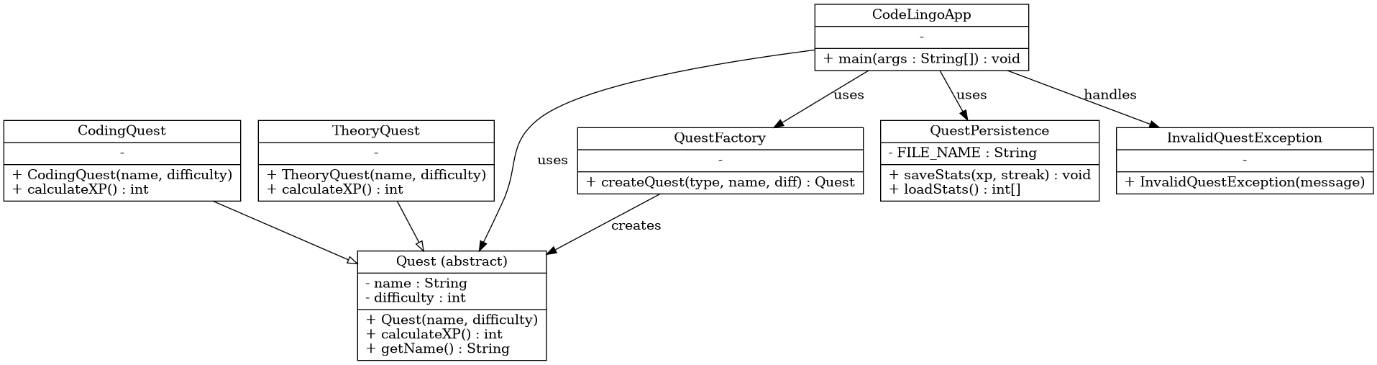 CodeLingoApp
-
+ main(args : String[]) : void
uses
uses
handles
CodingQuest
-
+ CodingQuest(name, difficulty)
+ calculateXP() : int
TheoryQuest
-
+ TheoryQuest(name, difficulty)
+ calculateXP() : int
uses
QuestFactory
-
+ createQuest(type, name, diff) : Quest
QuestPersistence
- FILE_NAME : String
+ saveStats(xp, streak) : void
+ loadStats() : int[]
InvalidQuestException
-
+ InvalidQuestException(message)
creates
Quest (abstract)
- name : String
- difficulty : int
+ Quest(name, difficulty)
+ calculateXP() : int
+ getName() : String